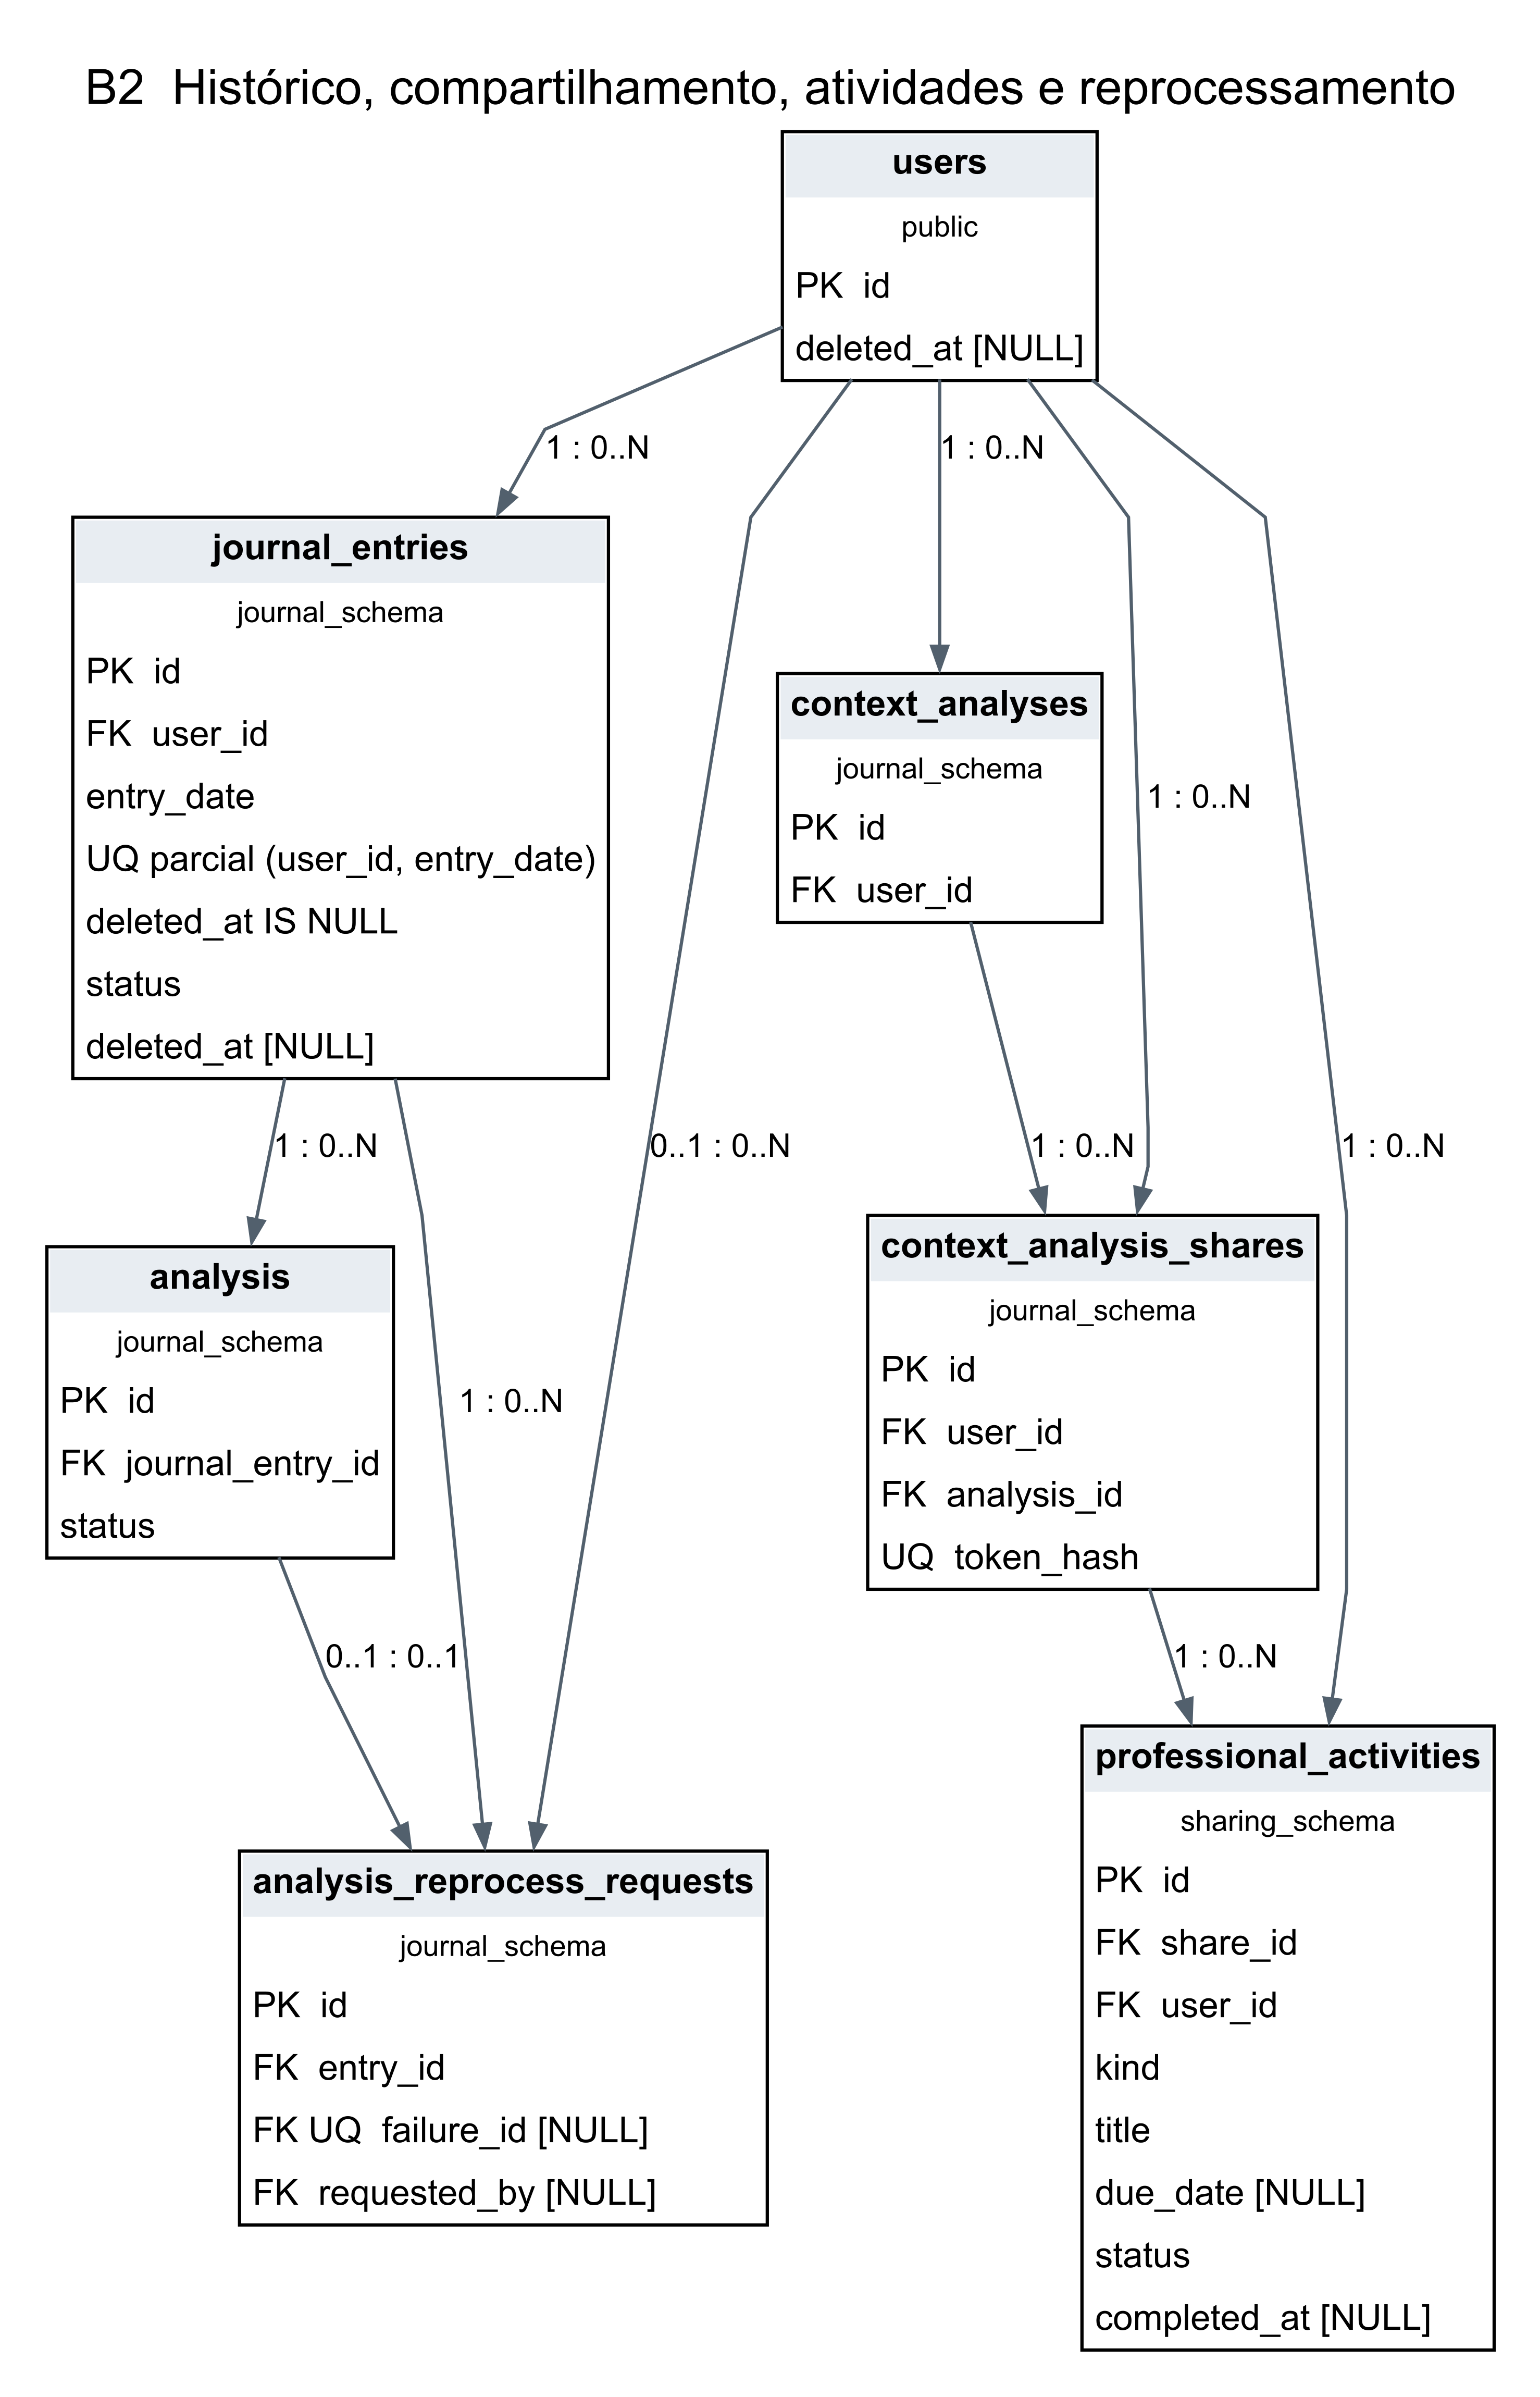 B2  Histórico, compartilhamento, atividades e reprocessamento
users
public
PK  id
deleted_at [NULL]
1 : 0..N
1 : 0..N
journal_entries
journal_schema
PK  id
FK  user_id
entry_date
UQ parcial (user_id, entry_date)
deleted_at IS NULL
status
deleted_at [NULL]
context_analyses
journal_schema
PK  id
FK  user_id
1 : 0..N
1 : 0..N
0..1 : 0..N
1 : 0..N
1 : 0..N
analysis
journal_schema
PK  id
FK  journal_entry_id
status
1 : 0..N
context_analysis_shares
journal_schema
PK  id
FK  user_id
FK  analysis_id
UQ  token_hash
0..1 : 0..1
1 : 0..N
analysis_reprocess_requests
journal_schema
PK  id
FK  entry_id
FK UQ  failure_id [NULL]
FK  requested_by [NULL]
professional_activities
sharing_schema
PK  id
FK  share_id
FK  user_id
kind
title
due_date [NULL]
status
completed_at [NULL]